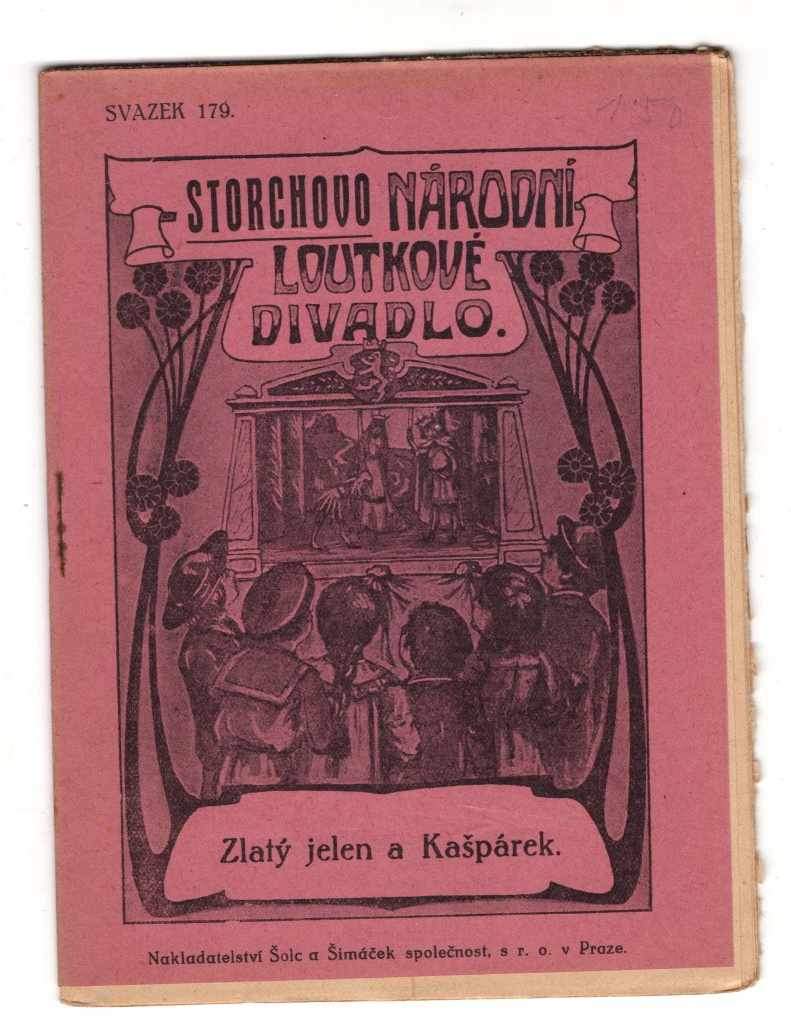 SVAZEK 179.
STORCHOVO NÁRODNÍ
LOUTKOVÉ
DIVADLO.
Zlatý jelen a Kašpárek.
Nakladatelství Šolc a Šimáček společnost, s r. o. v Praze.